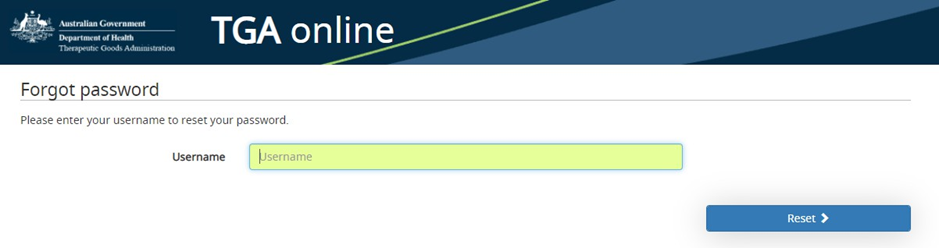 Australian Government
Department of Health
Therapeutic Goods Administration
TGA online
Forgot password
Please enter your username to reset your password.
Username
Username
Reset